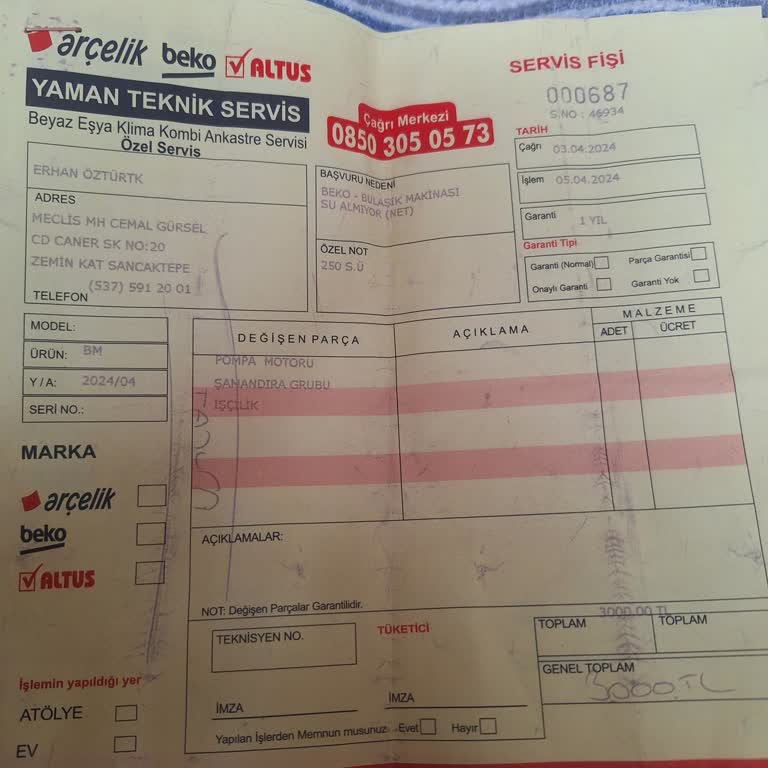 arçelik beko ALTUS
YAMAN TEKNİK SERVİS
Beyaz Eşya Klima Kombi Ankastre Servisi
Özel Servis
Çağrı Merkezi
0850 305 05 73
SERVİS FİŞİ
000687
S.NO : 46934
TARİH
Çağrı 03.04.2024
İşlem 05.04.2024
Garanti 1 YIL
Garanti Tipi
Garanti (Normal) Parça Garantisi
Onaylı Garanti Garanti Yok
ERHAN ÖZTÜRTK
ADRES
MECLİS MH CEMAL GÜRSEL
CD CANER SK NO:20
ZEMİN KAT SANCAKTEPE
(537) 591 20 01
TELEFON
BAŞVURU NEDENİ
BEKO - BULAŞIK MAKİNASI
SU ALMIYOR (NET)
ÖZEL NOT
250 S.Ü
MODEL:
ÜRÜN: BM
Y / A: 2024/04
SERİ NO.:
DEĞİŞEN PARÇA AÇIKLAMA MALZEME
ADET ÜCRET
POMPA MOTORU
ŞAMANDIRA GRUBU
İŞÇİLİK
MARKA
arçelik
beko
ALTUS
AÇIKLAMALAR:
NOT: Değişen Parçalar Garantilidir.
İşlemin yapıldığı yer
ATÖLYE
EV
TEKNİSYEN NO.
TÜKETİCİ
İMZA
İMZA
Yapılan İşlerden Memnun musunuz Evet Hayır
3000.00 TL
TOPLAM TOPLAM
GENEL TOPLAM
3000.TL